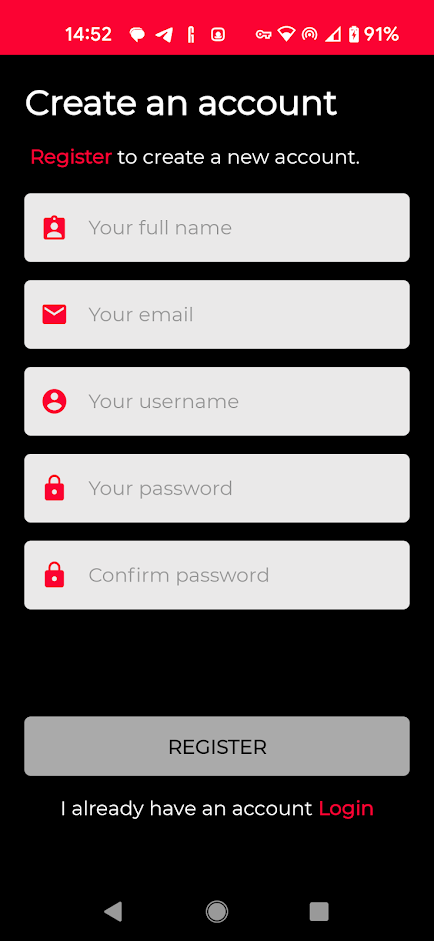 14:52 91%
Create an account
Register to create a new account.
Your full name
Your email
Your username
Your password
Confirm password
REGISTER
I already have an account Login